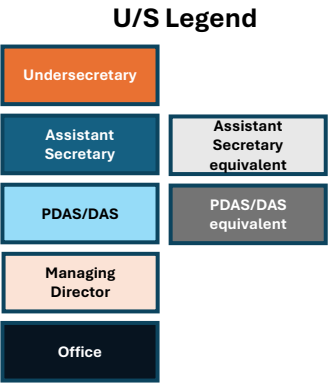 U/S Legend
Undersecretary
Assistant
Secretary
Assistant
Secretary
equivalent
PDAS/DAS
PDAS/DAS
equivalent
Managing
Director
Office